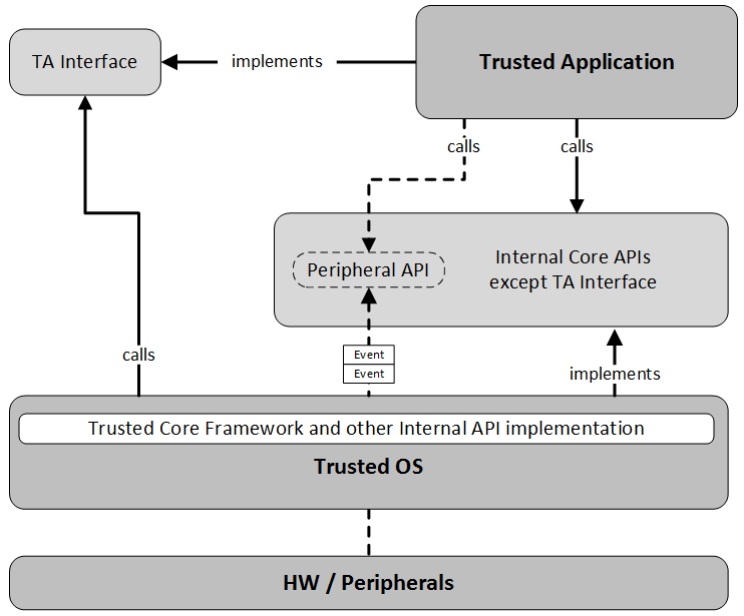 TA Interface
implements
Trusted Application
calls
calls
Peripheral API
Internal Core APIs
except TA Interface
calls
Event
Event
implements
Trusted Core Framework and other Internal API implementation
Trusted OS
HW / Peripherals